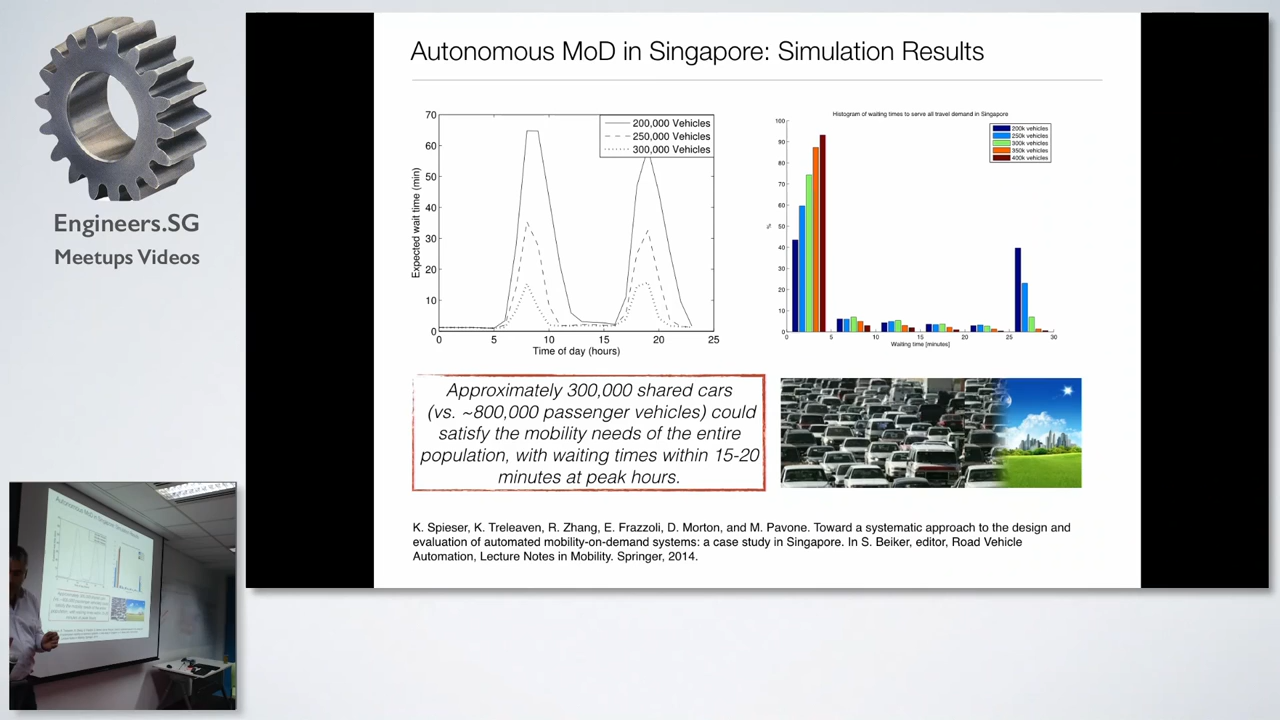 Engineers.SG
Meetups Videos
Autonomous MoD in Singapore: Simulation Results
70
60
50
40
30
20
10
0
Expected wait time (min)
200,000 Vehicles
250,000 Vehicles
300,000 Vehicles
0 5 10 15 20 25
Time of day (hours)
Histogram of waiting times to serve all travel demand in Singapore
100
90
80
70
60
50
40
30
20
10
0
%
200k vehicles
250k vehicles
300k vehicles
350k vehicles
400k vehicles
0 5 10 15 20 25 30
Waiting time [minutes]
Approximately 300,000 shared cars
(vs. ~800,000 passenger vehicles) could
satisfy the mobility needs of the entire
population, with waiting times within 15-20
minutes at peak hours.
K. Spieser, K. Treleaven, R. Zhang, E. Frazzoli, D. Morton, and M. Pavone. Toward a systematic approach to the design and
evaluation of automated mobility-on-demand systems: a case study in Singapore. In S. Beiker, editor, Road Vehicle
Automation, Lecture Notes in Mobility. Springer, 2014.